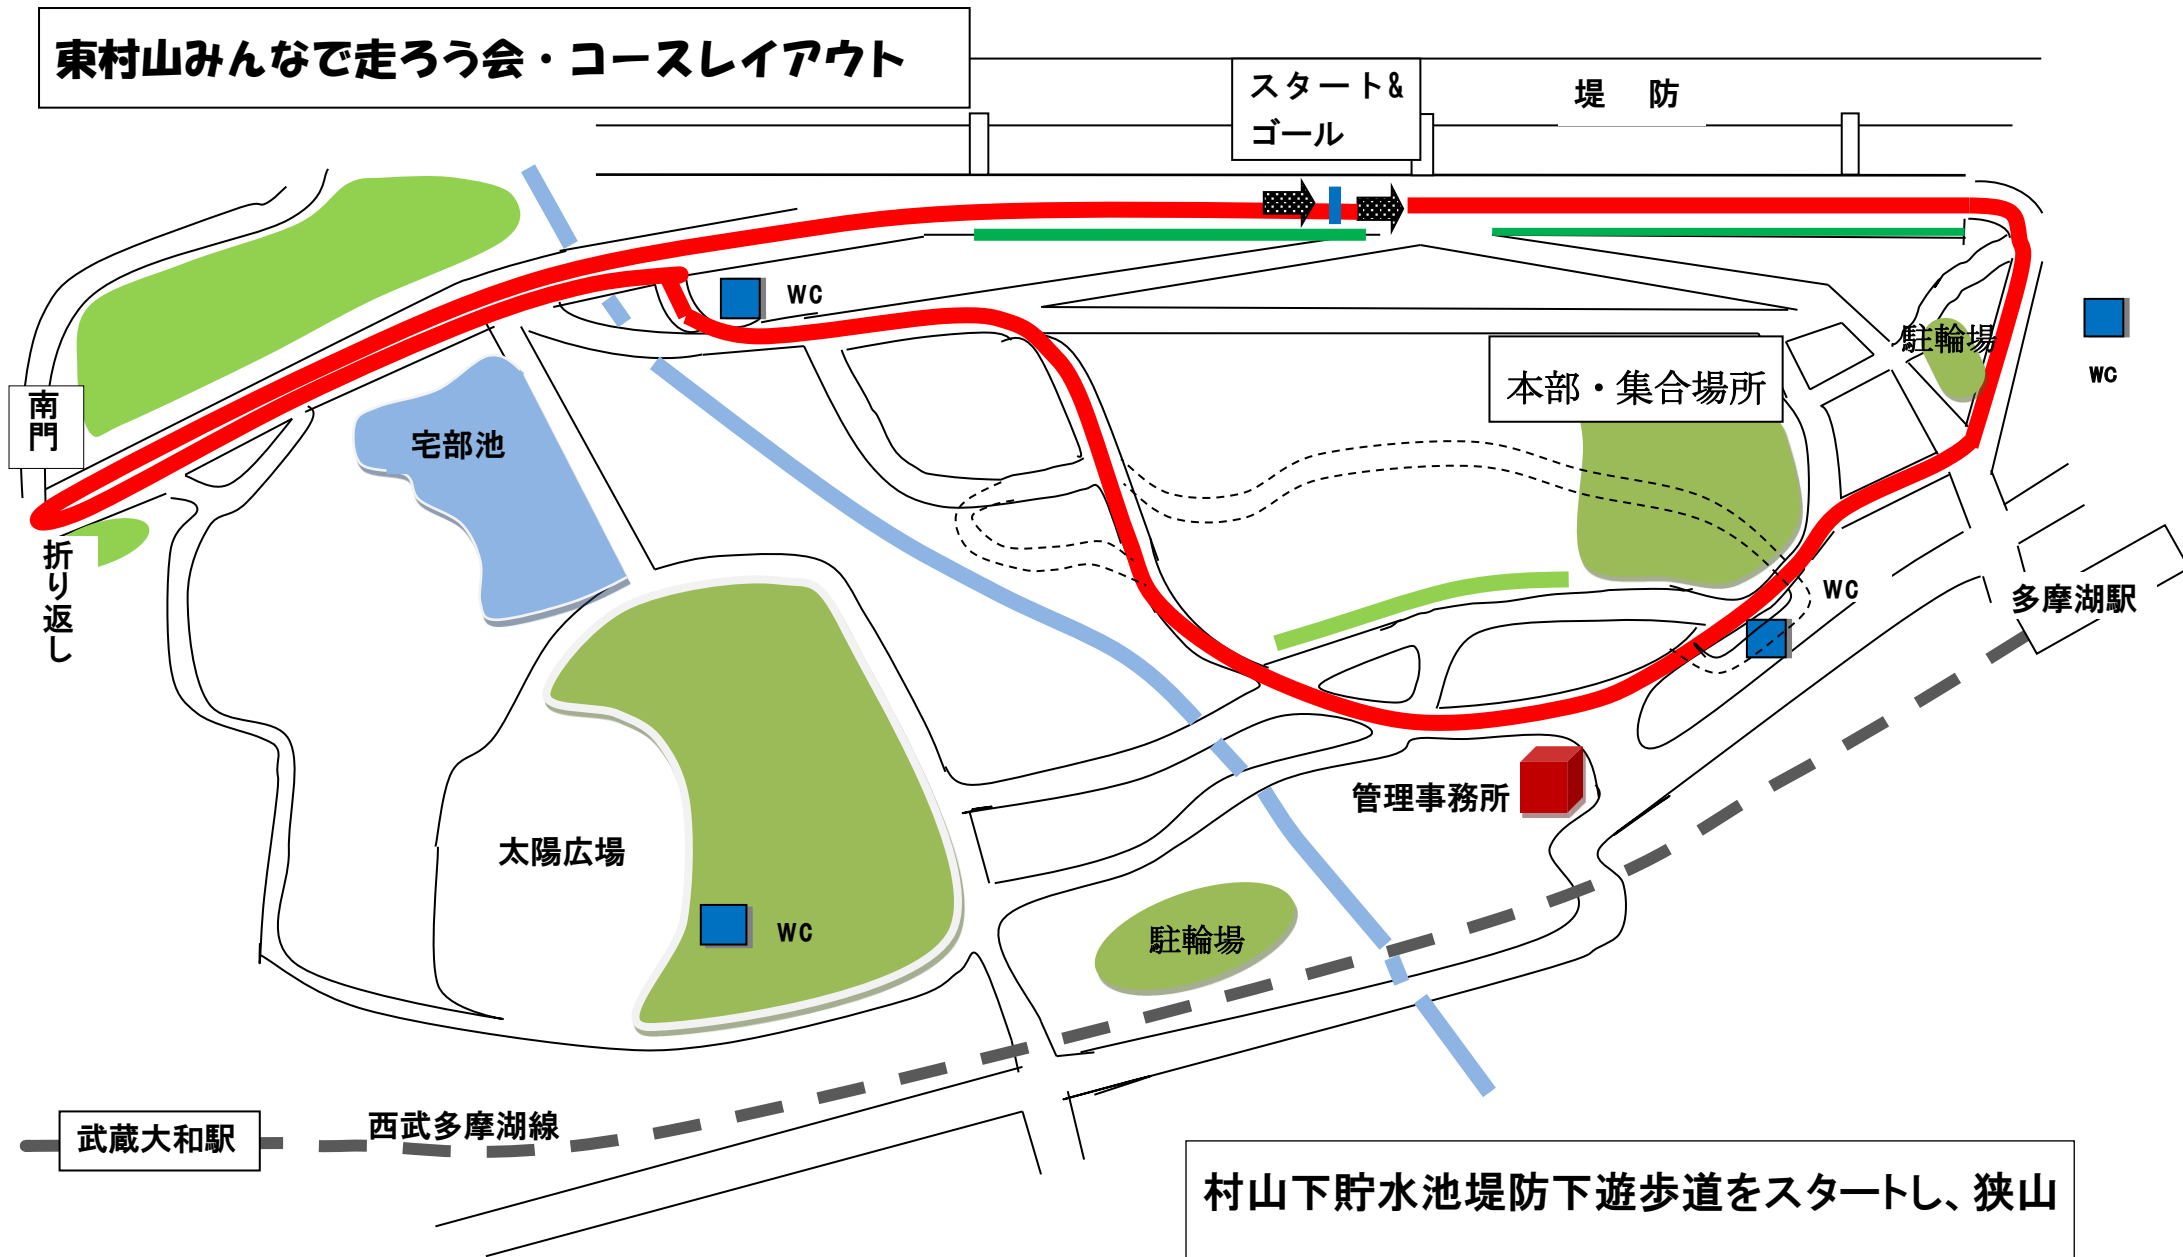 東村山みんなで走ろう会・コースレイアウト
スタート&
ゴール
堤 防
WC
駐輪場
WC
南門
本部・集合場所
宅部池
折り返し
WC
多摩湖駅
管理事務所
太陽広場
WC
駐輪場
西武多摩湖線
武蔵大和駅
村山下貯水池堤防下遊歩道をスタートし、狭山